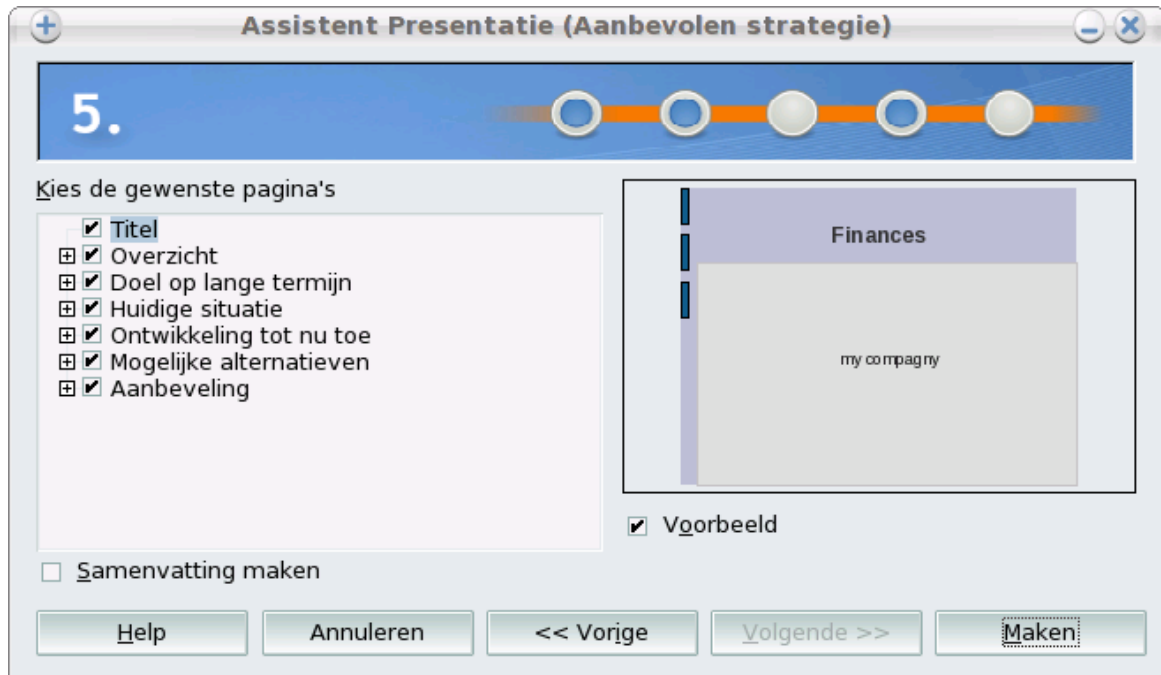 Assistent Presentatie (Aanbevolen strategie)
5.
Kies de gewenste pagina's
Titel
Overzicht
Doel op lange termijn
Huidige situatie
Ontwikkeling tot nu toe
Mogelijke alternatieven
Aanbeveling
Samenvatting maken
Finances
my compagny
Voorbeeld
Help
Annuleren
<< Vorige
Volgende >>
Maken